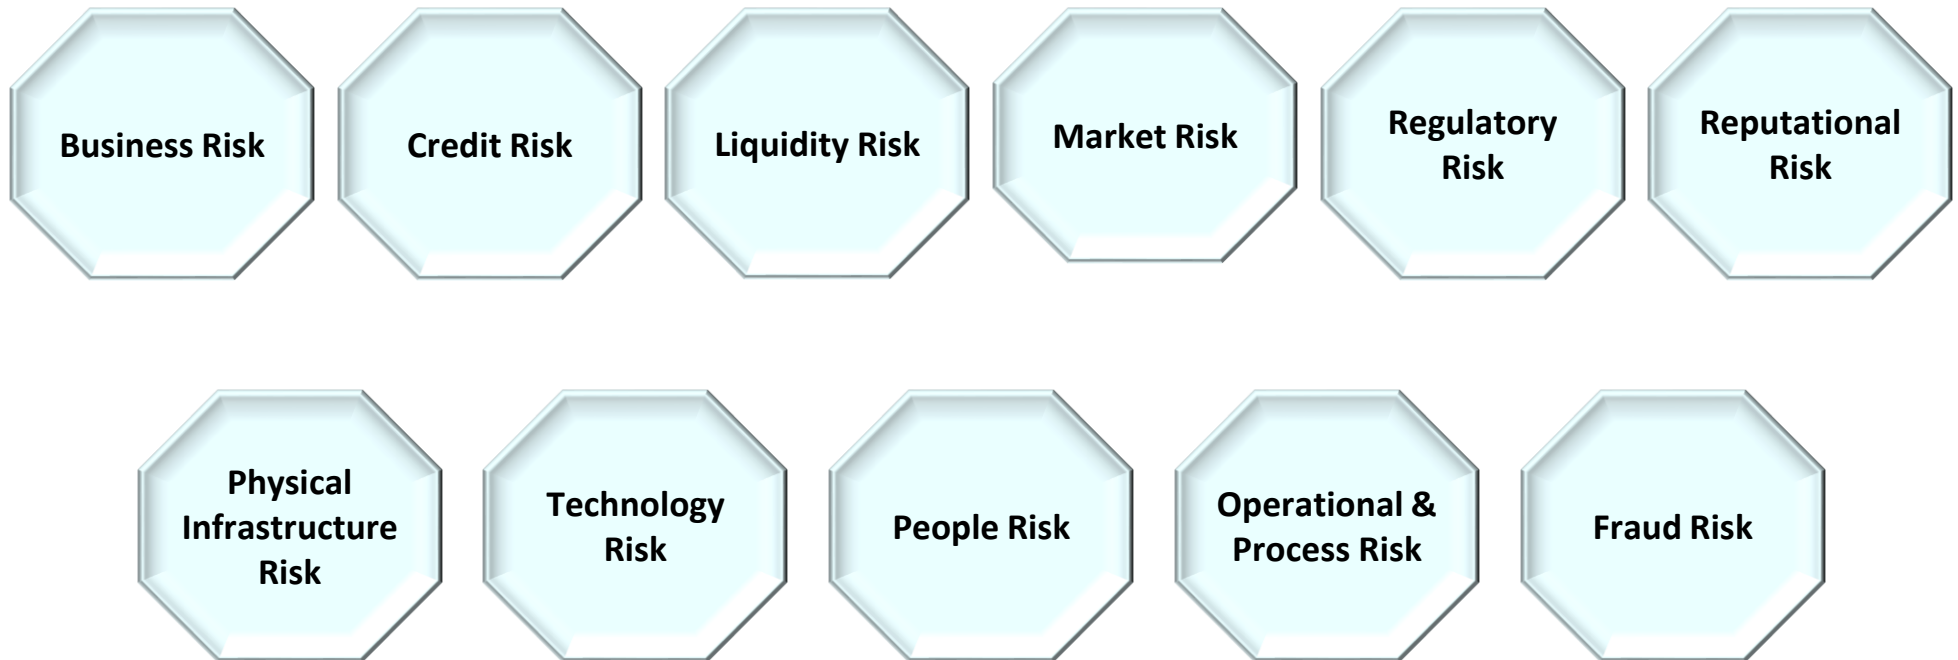 Business Risk
Credit Risk
Liquidity Risk
Market Risk
Regulatory
Risk
Reputational
Risk
Physical
Infrastructure
Risk
Technology
Risk
People Risk
Operational &
Process Risk
Fraud Risk